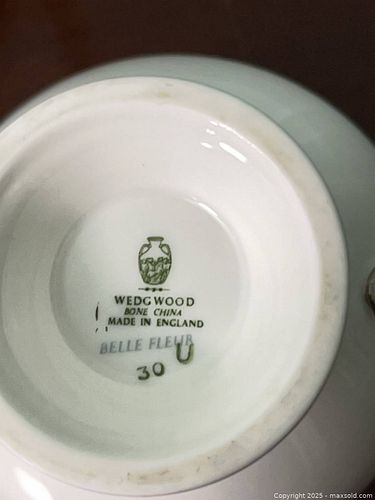 WEDGWOOD
BONE CHINA
MADE IN ENGLAND
BELLE FLEUR
30 U
Copyright 2025 - maxsold.com